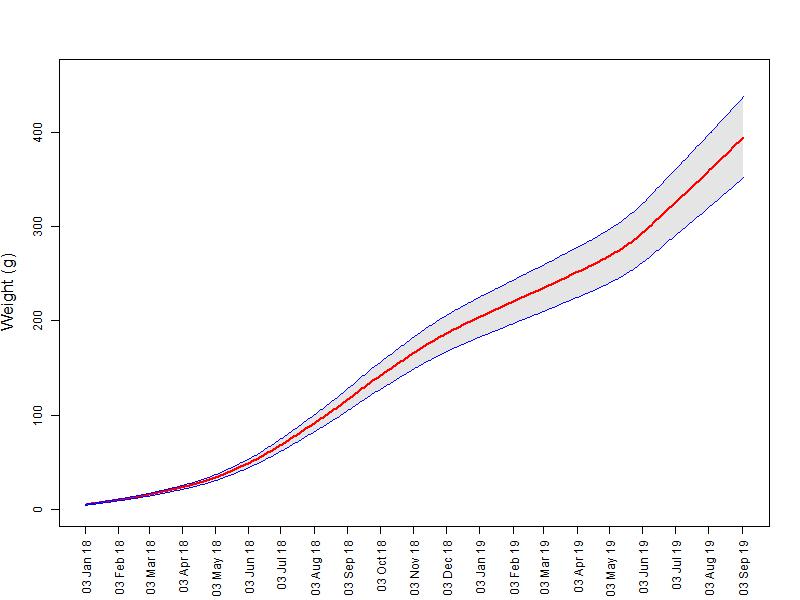 400
300
200
100
0
Weight (g)
03 Jan 18
03 Feb 18
03 Mar 18
03 Apr 18
03 May 18
03 Jun 18
03 Jul 18
03 Aug 18
03 Sep 18
03 Oct 18
03 Nov 18
03 Dec 18
03 Jan 19
03 Feb 19
03 Mar 19
03 Apr 19
03 May 19
03 Jun 19
03 Jul 19
03 Aug 19
03 Sep 19